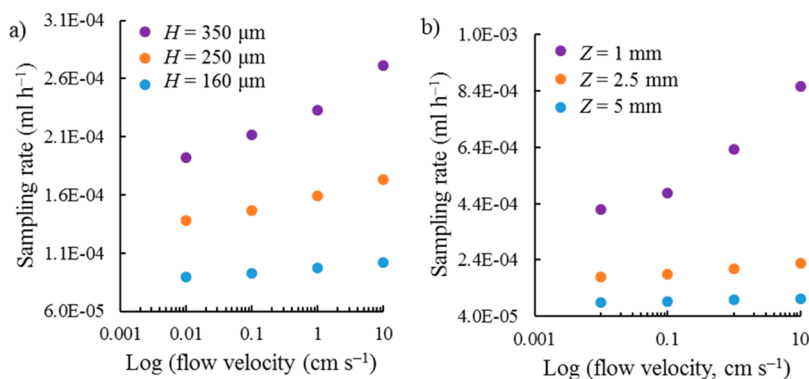 a)
H = 350 μm
H = 250 μm
H = 160 μm
Sampling rate (ml h⁻¹)
3.1E-04
2.6E-04
2.1E-04
1.6E-04
1.1E-04
6.0E-05
0.001 0.01 0.1 1 10
Log (flow velocity (cm s⁻¹)
b)
Z = 1 mm
Z = 2.5 mm
Z = 5 mm
Sampling rate (ml h⁻¹)
1.0E-03
8.4E-04
6.4E-04
4.4E-04
2.4E-04
4.0E-05
0.001 0.1 10
Log (flow velocity, cm s⁻¹)